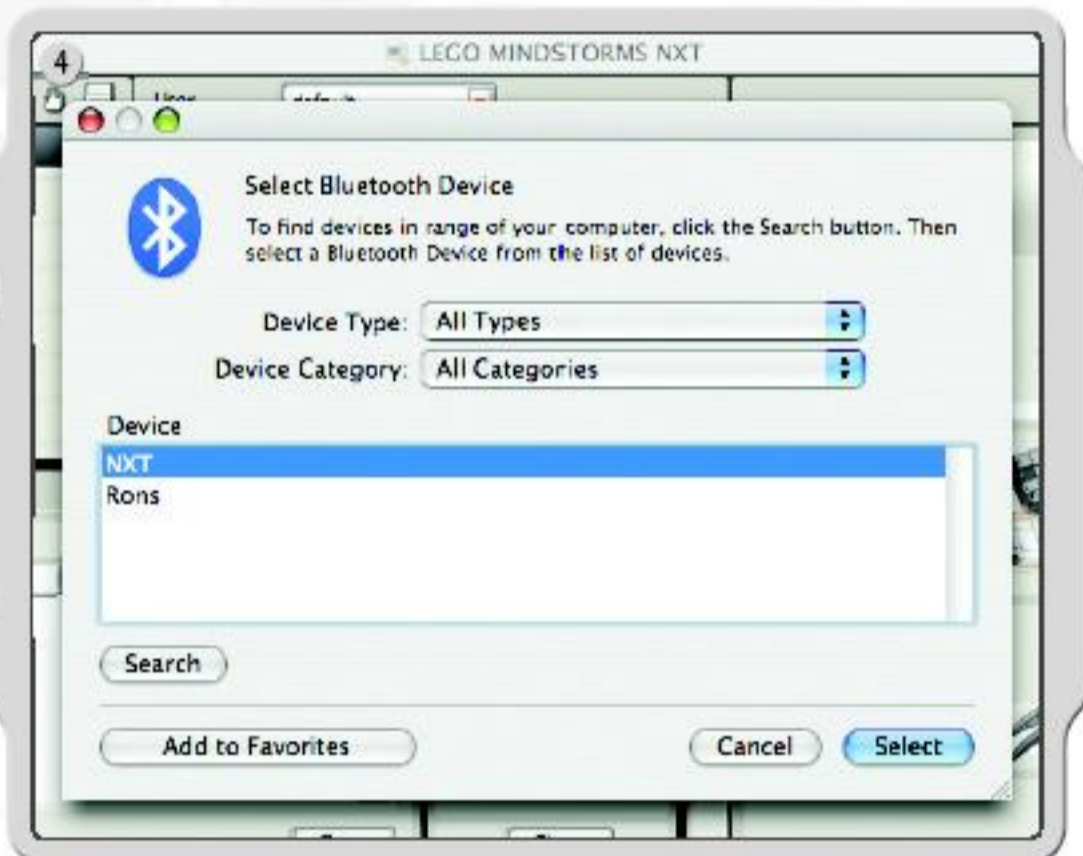 4
LEGO MINDSTORMS NXT
User
default
Select Bluetooth Device
To find devices in range of your computer, click the Search button. Then
select a Bluetooth Device from the list of devices.
Device Type: All Types
Device Category: All Categories
Device
NXT
Rons
Search
Add to Favorites
Cancel
Select